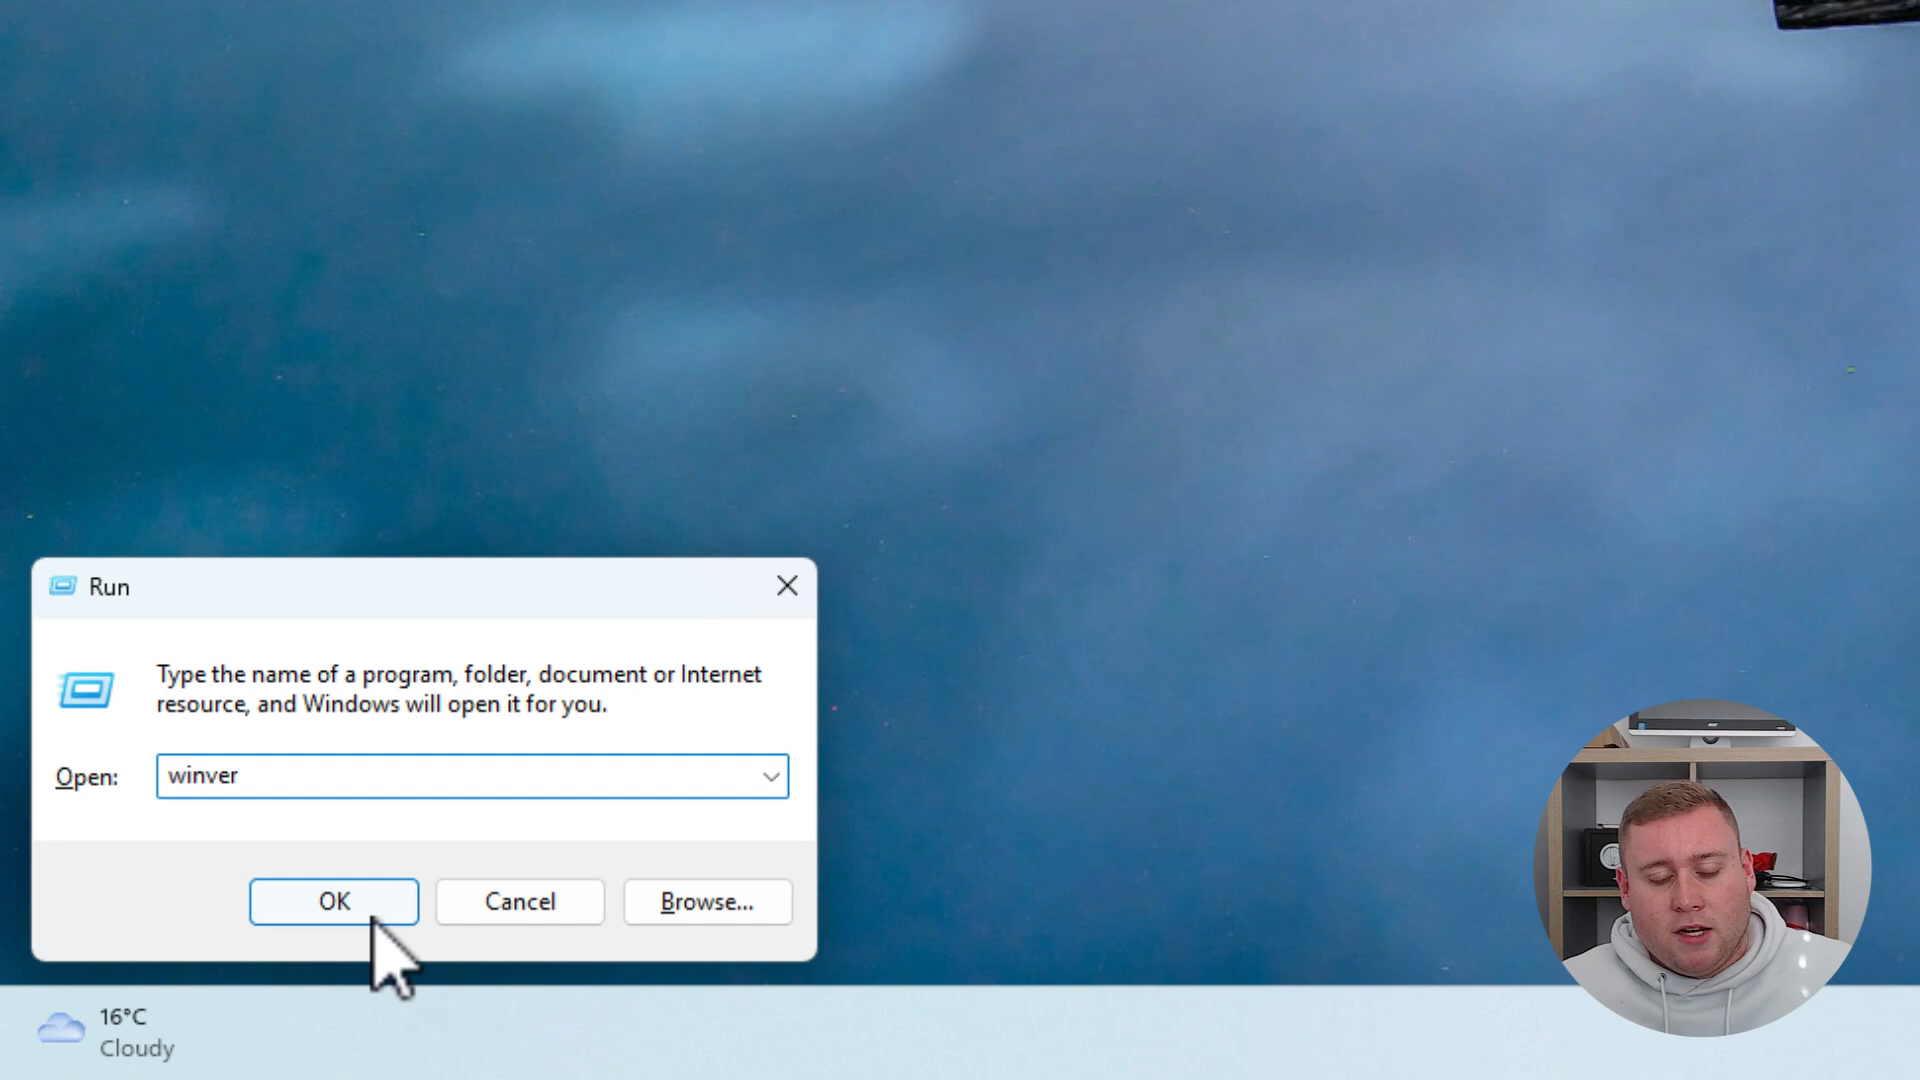 Run
Type the name of a program, folder, document or Internet
resource, and Windows will open it for you.
Open:
winver
OK
Cancel
Browse...
16°C
Cloudy